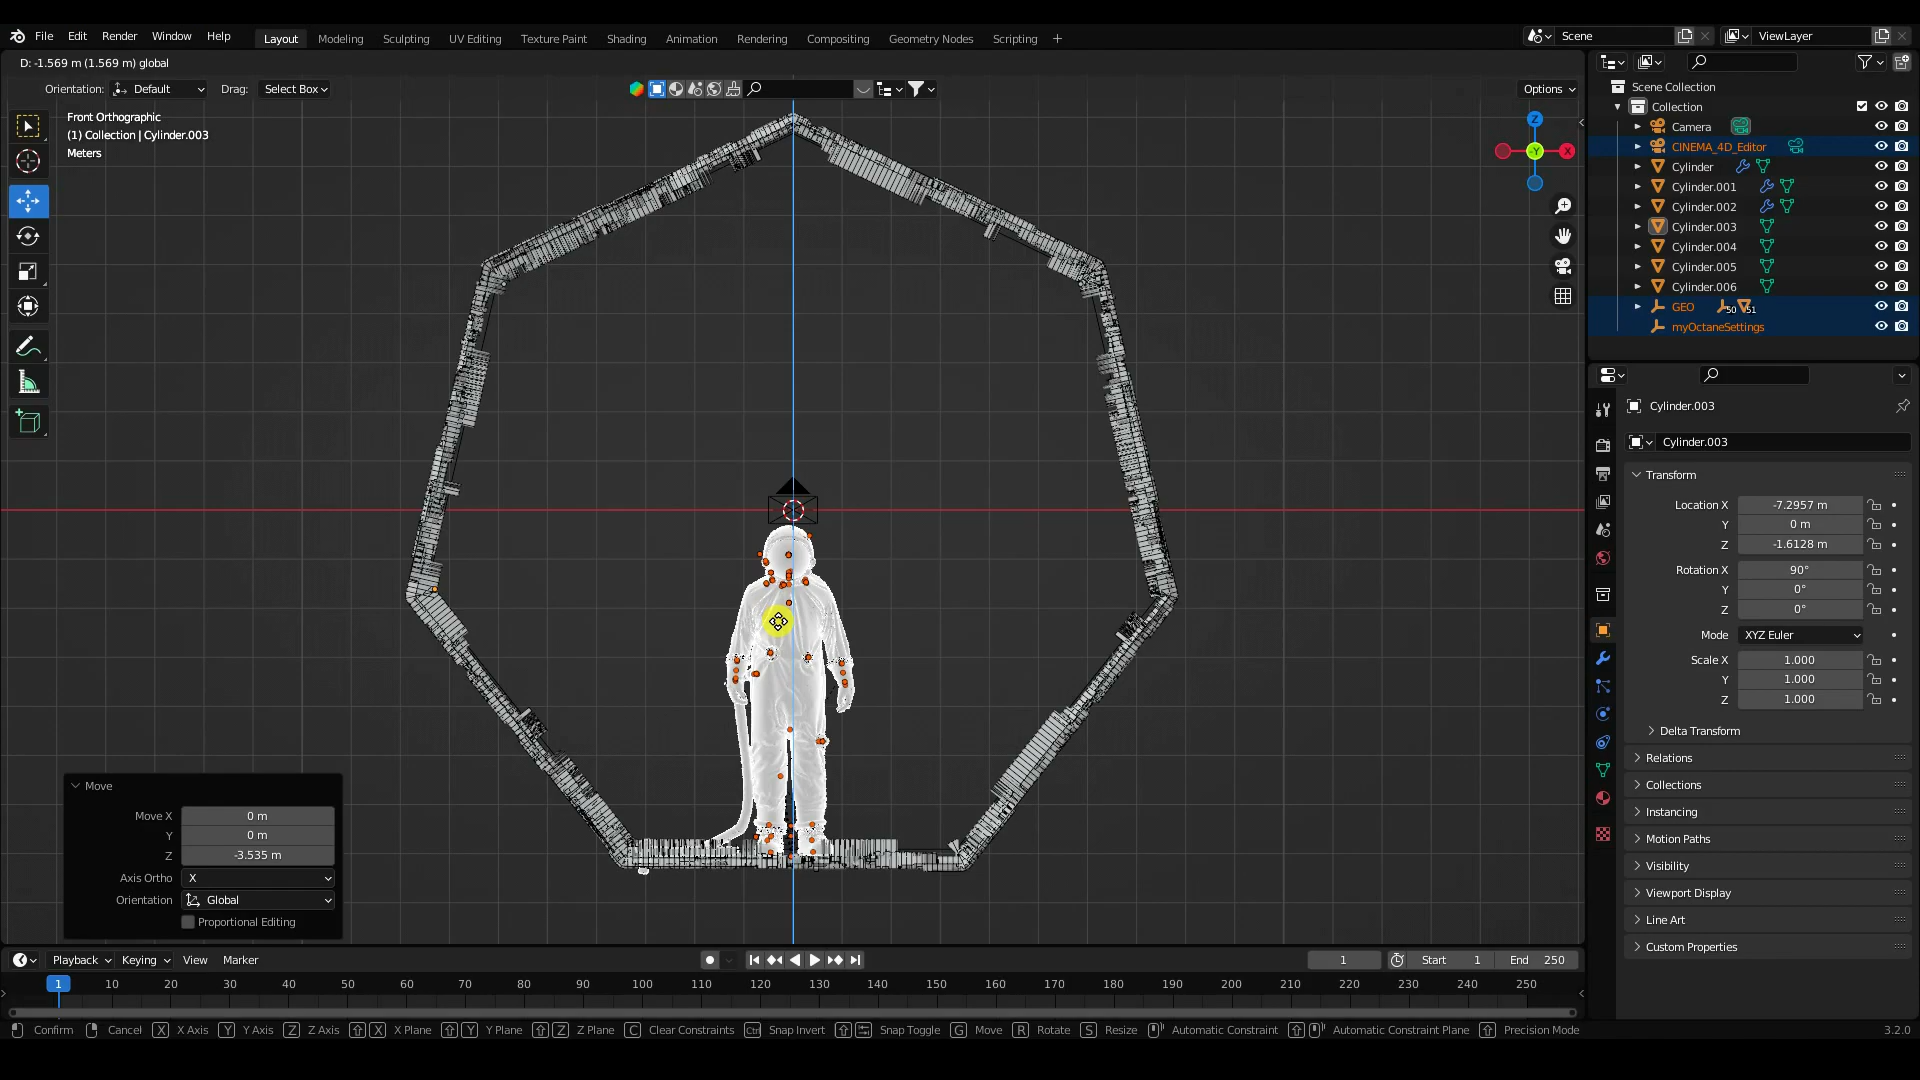 File Edit Render Window Help Layout Modeling Sculpting UV Editing Texture Paint Shading Animation Rendering Compositing Geometry Nodes Scripting Scene ViewLayer
D: -1.569 m (1.569 m) global
Orientation: Default Drag: Select Box Options
Front Orthographic
(1) Collection | Cylinder.003
Meters
Z
X
-Y
Scene Collection
Collection
Camera
CINEMA_4D_Editor
Cylinder
Cylinder.001
Cylinder.002
Cylinder.003
Cylinder.004
Cylinder.005
Cylinder.006
GEO 50 51
myOctaneSettings
Cylinder.003
Cylinder.003
Transform
Location X -7.2957 m
Y 0 m
Z -1.6128 m
Rotation X 90°
Y 0°
Z 0°
Mode XYZ Euler
Scale X 1.000
Y 1.000
Z 1.000
Delta Transform
Relations
Collections
Instancing
Motion Paths
Visibility
Viewport Display
Line Art
Custom Properties
Move
Move X 0 m
Y 0 m
Z -3.535 m
Axis Ortho X
Orientation Global
Proportional Editing
Playback Keying View Marker 1 Start 1 End 250
1 10 20 30 40 50 60 70 80 90 100 110 120 130 140 150 160 170 180 190 200 210 220 230 240 250
Confirm Cancel X X Axis Y Y Axis Z Z Axis X X Plane Y Y Plane Z Z Plane C Clear Constraints Ctrl Snap Invert Snap Toggle G Move R Rotate S Resize Automatic Constraint Automatic Constraint Plane Precision Mode 3.2.0